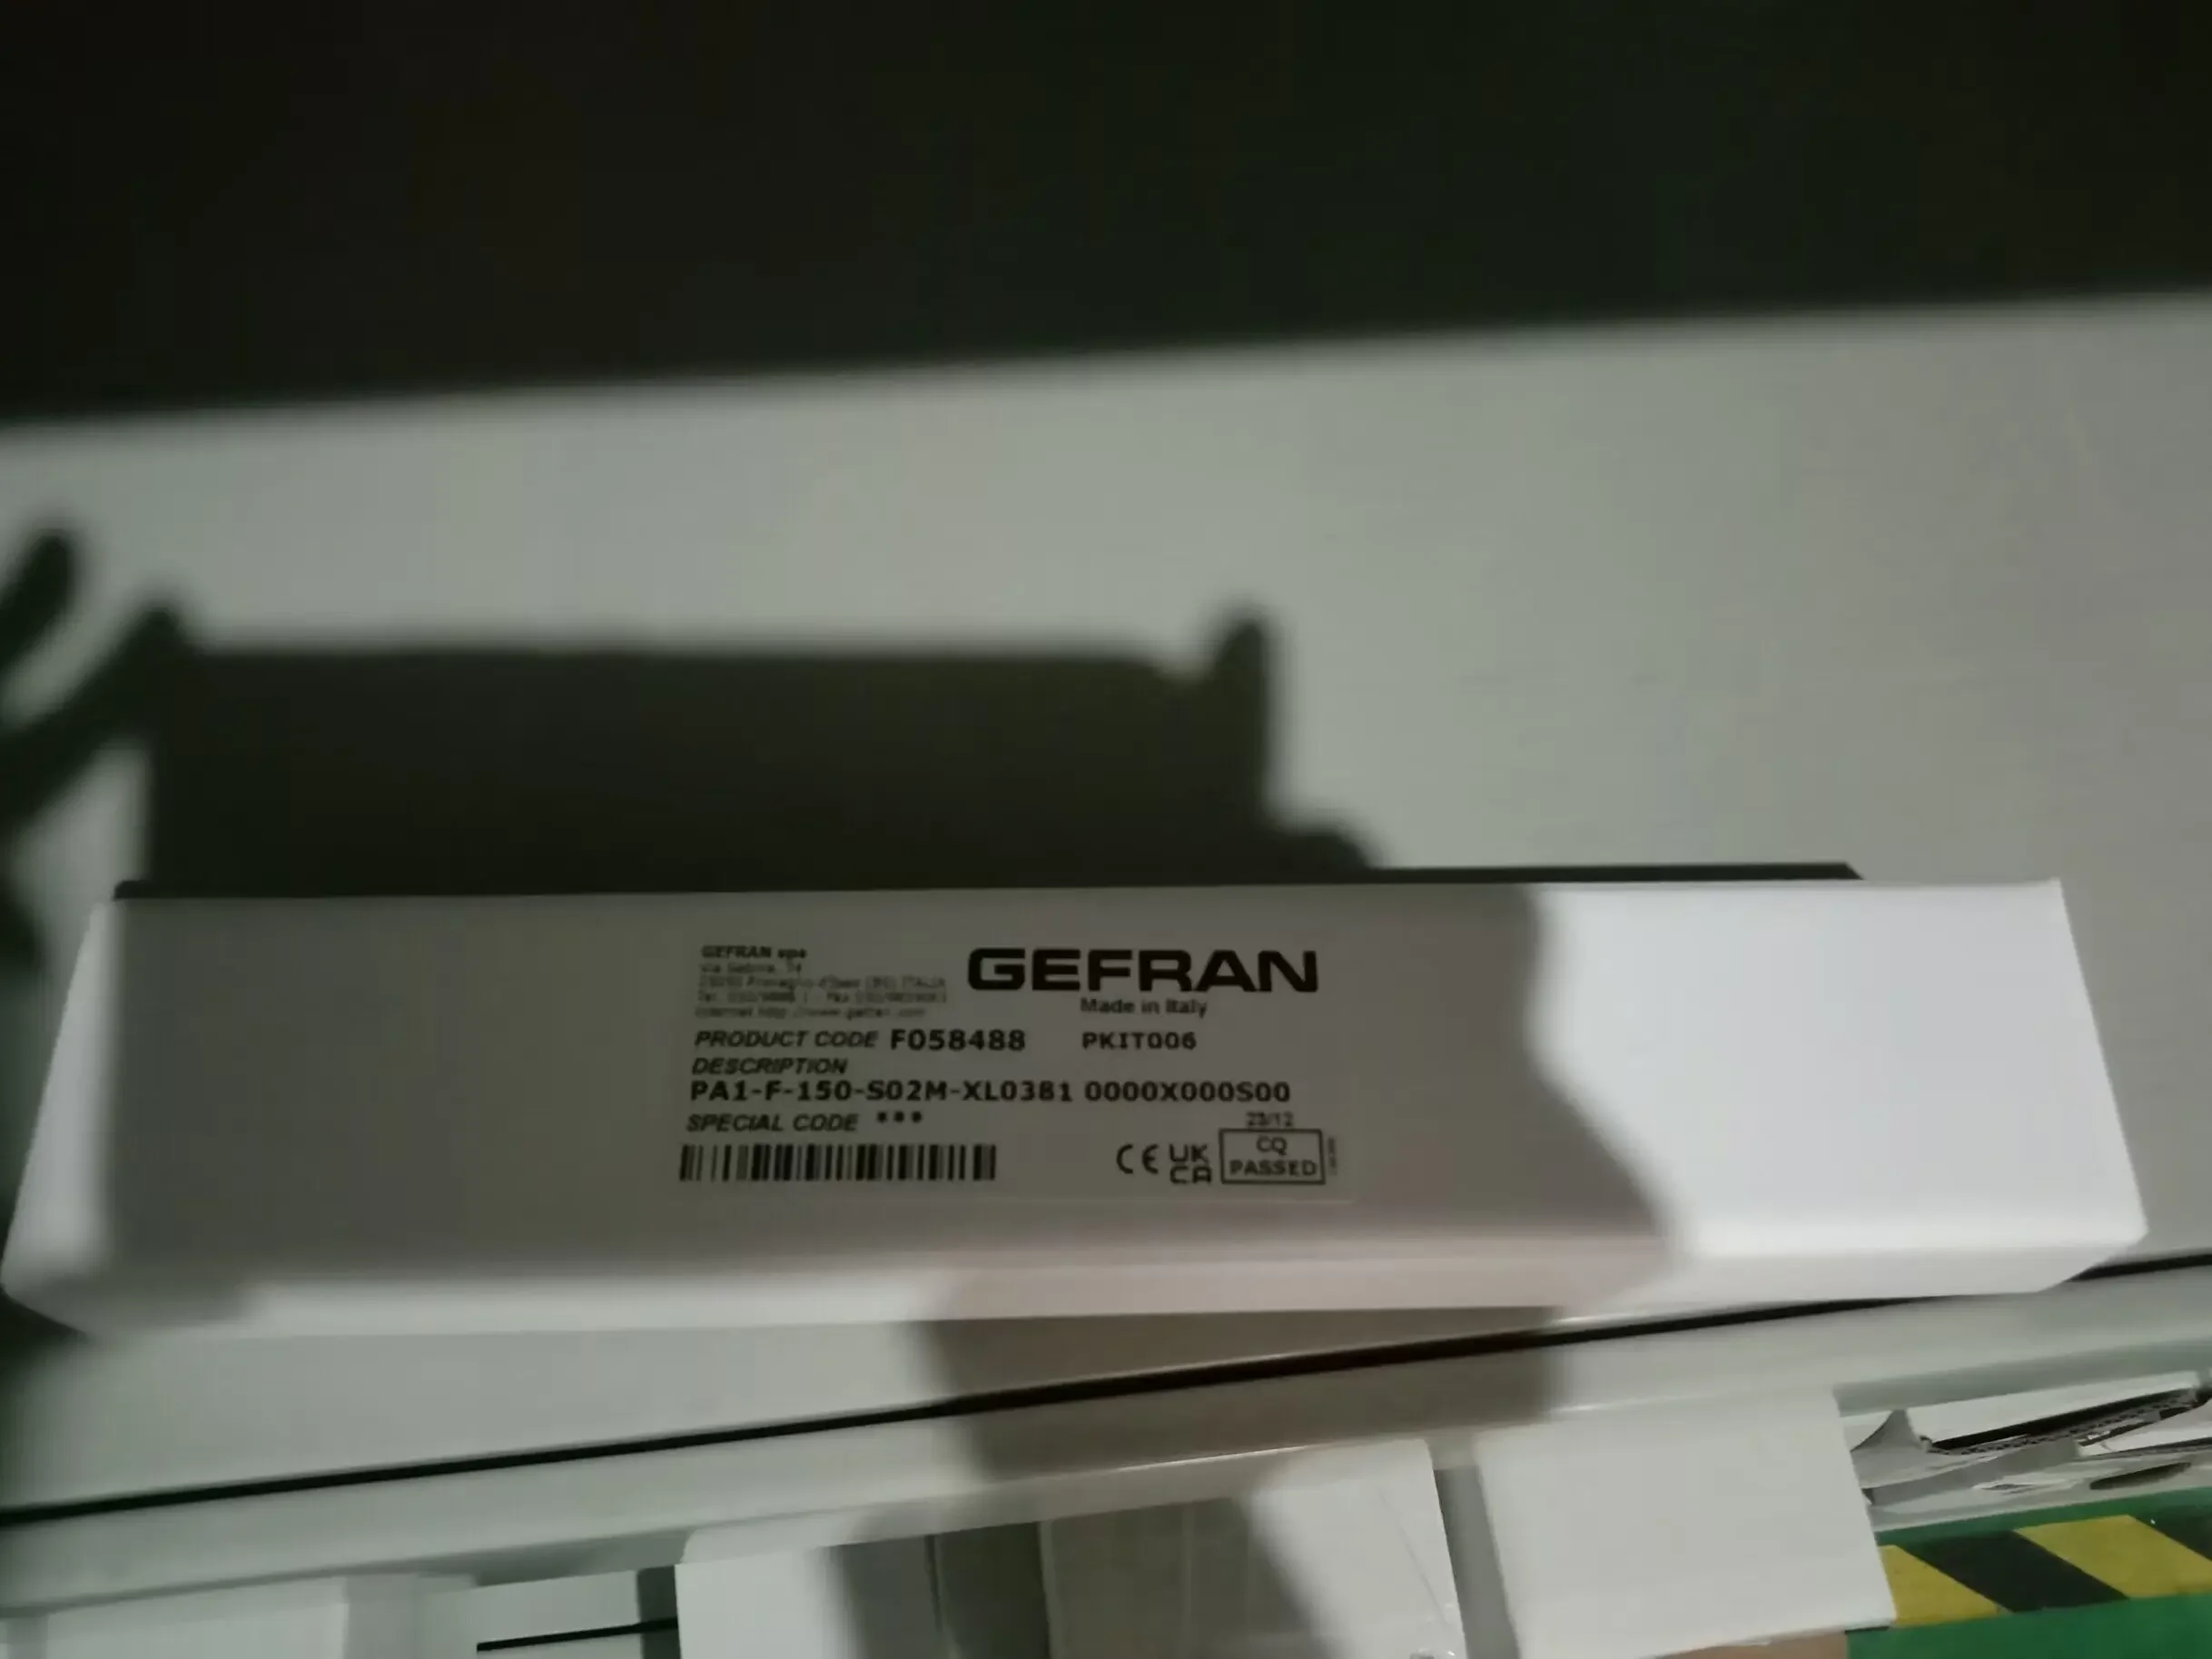 GEFRAN spa
GEFRAN
Made in Italy
PRODUCT CODE F058488 PKIT006
DESCRIPTION
PA1-F-150-S02M-XL0381 0000X000S00
SPECIAL CODE ***
23/12
CE UK CA CQ
PASSED